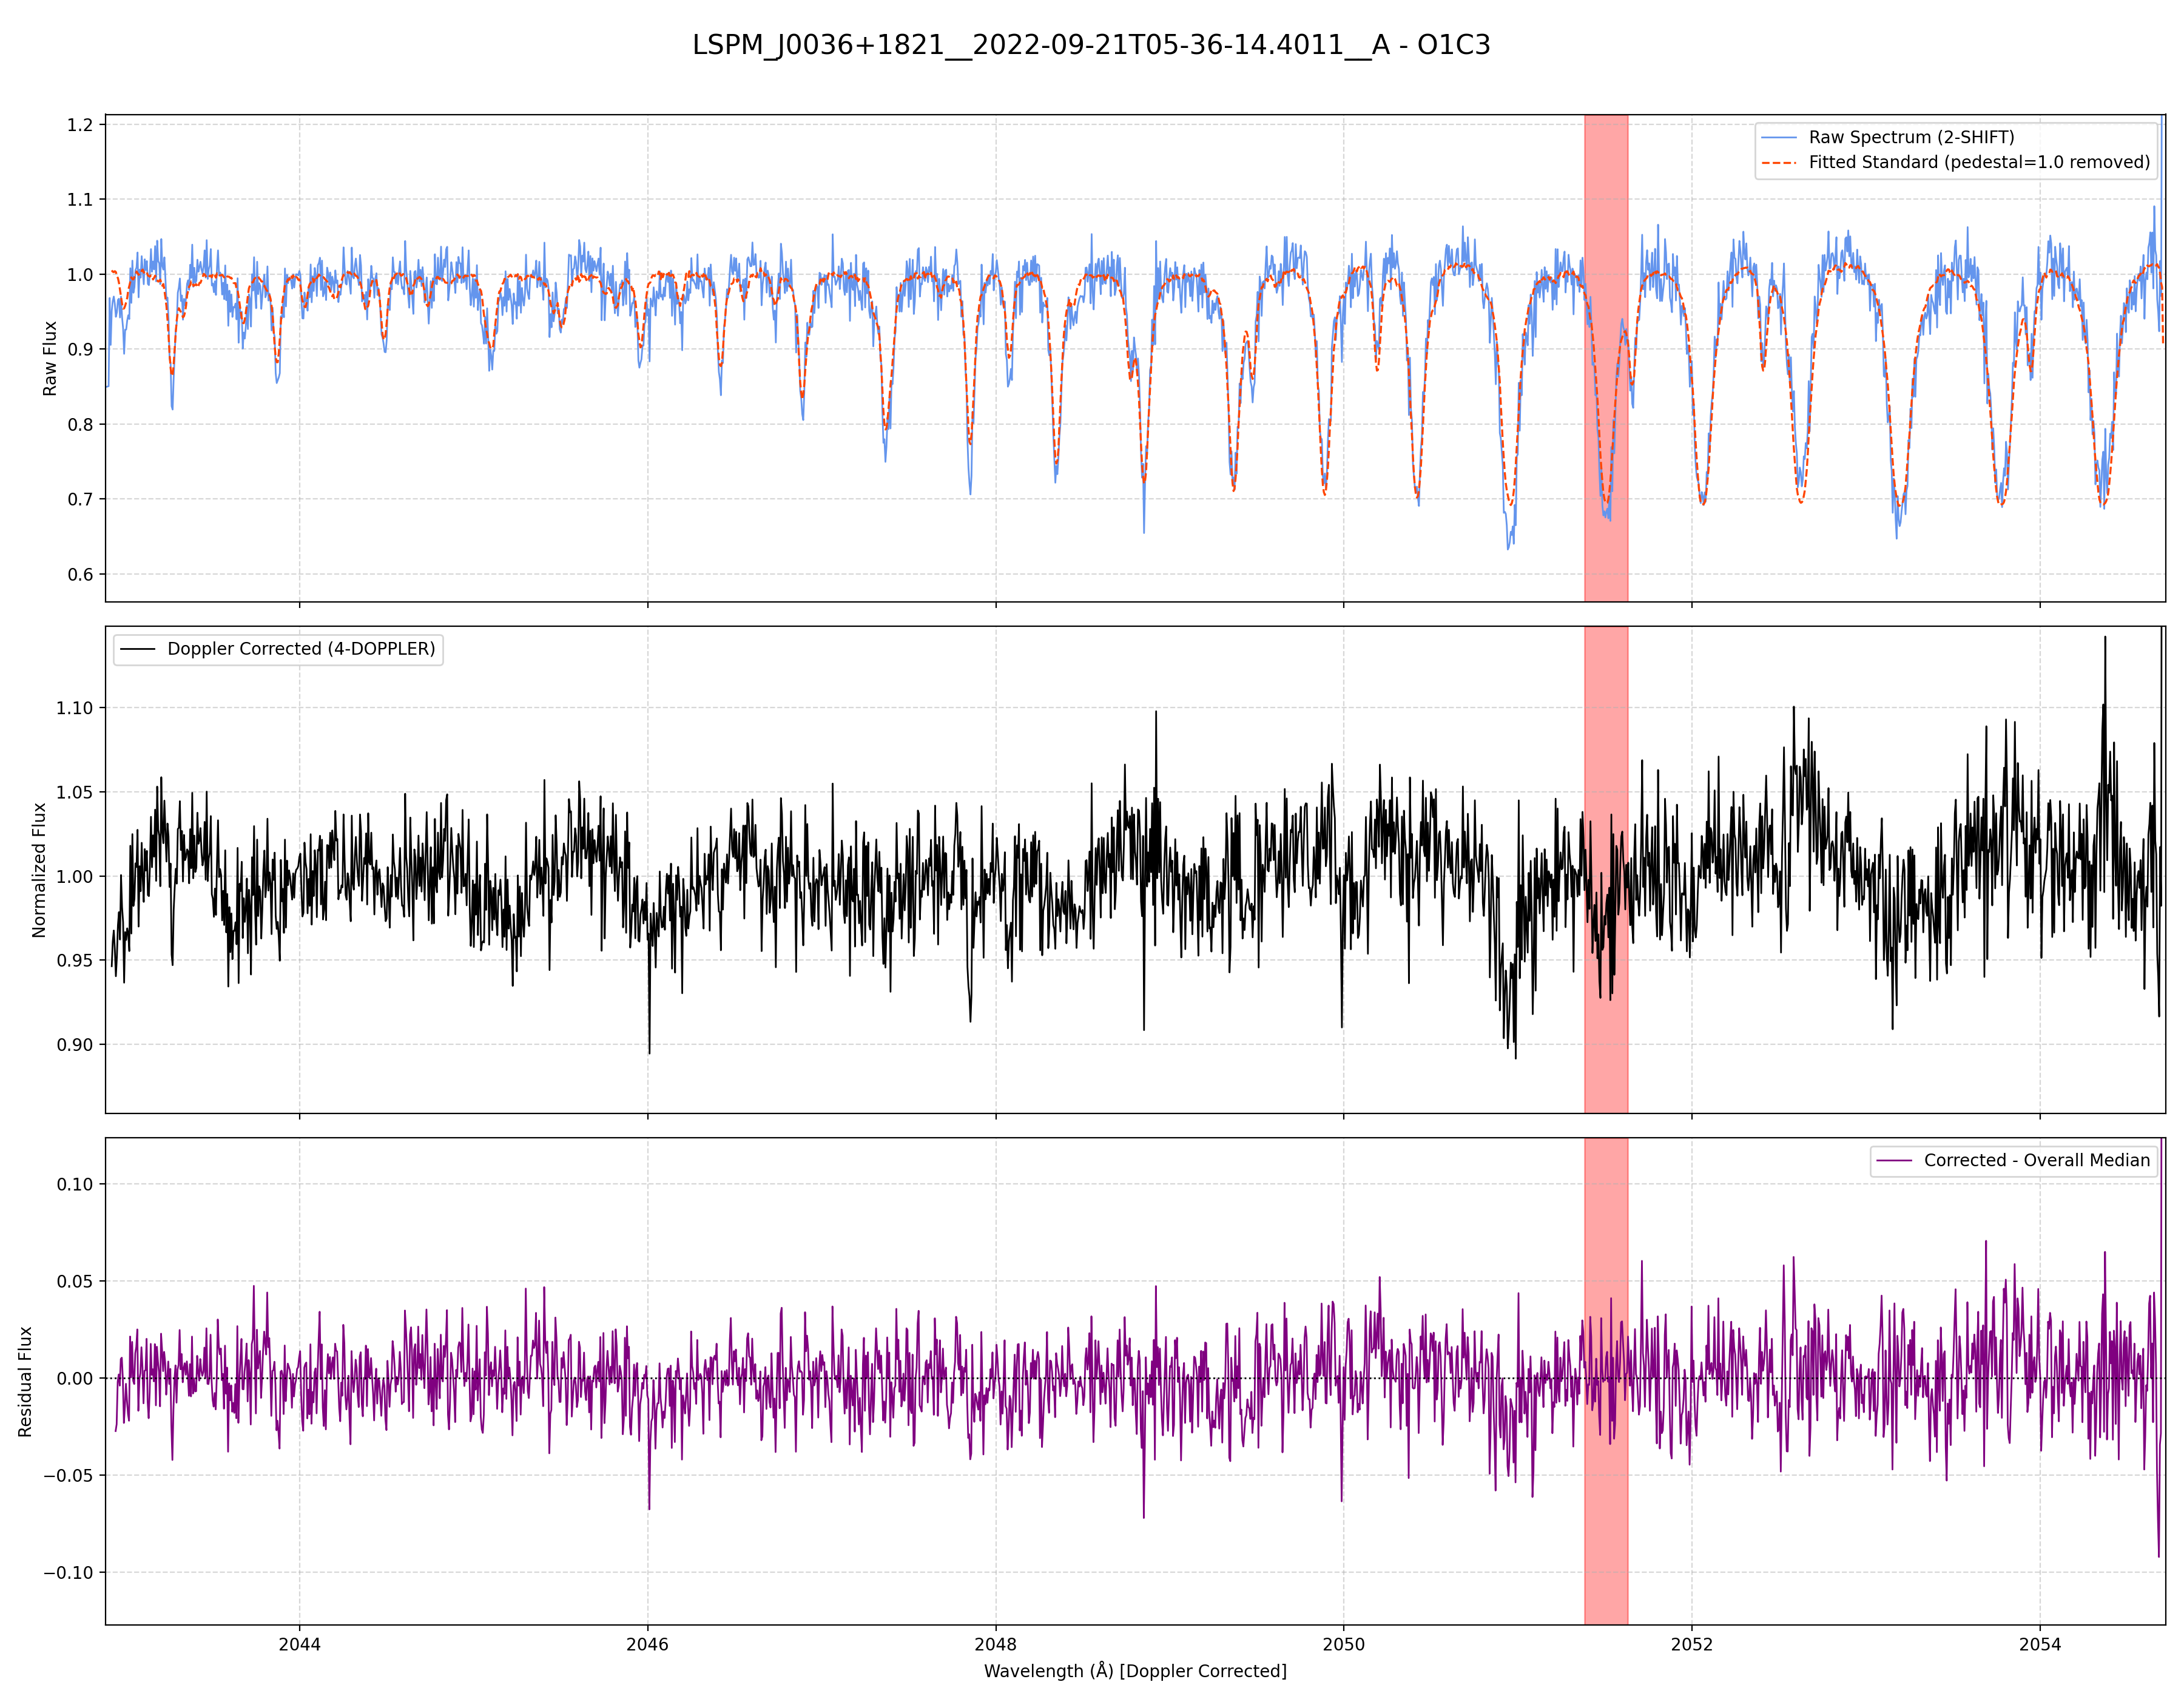 LSPM_J0036+1821__2022-09-21T05-36-14.4011__A - O1C3
1.2
1.1
1.0
0.9
0.8
0.7
0.6
Raw Flux
Raw Spectrum (2-SHIFT)
Fitted Standard (pedestal=1.0 removed)
1.10
1.05
1.00
0.95
0.90
Normalized Flux
Doppler Corrected (4-DOPPLER)
0.10
0.05
0.00
−0.05
−0.10
Residual Flux
Corrected - Overall Median
2044
2046
2048
2050
2052
2054
Wavelength (Å) [Doppler Corrected]